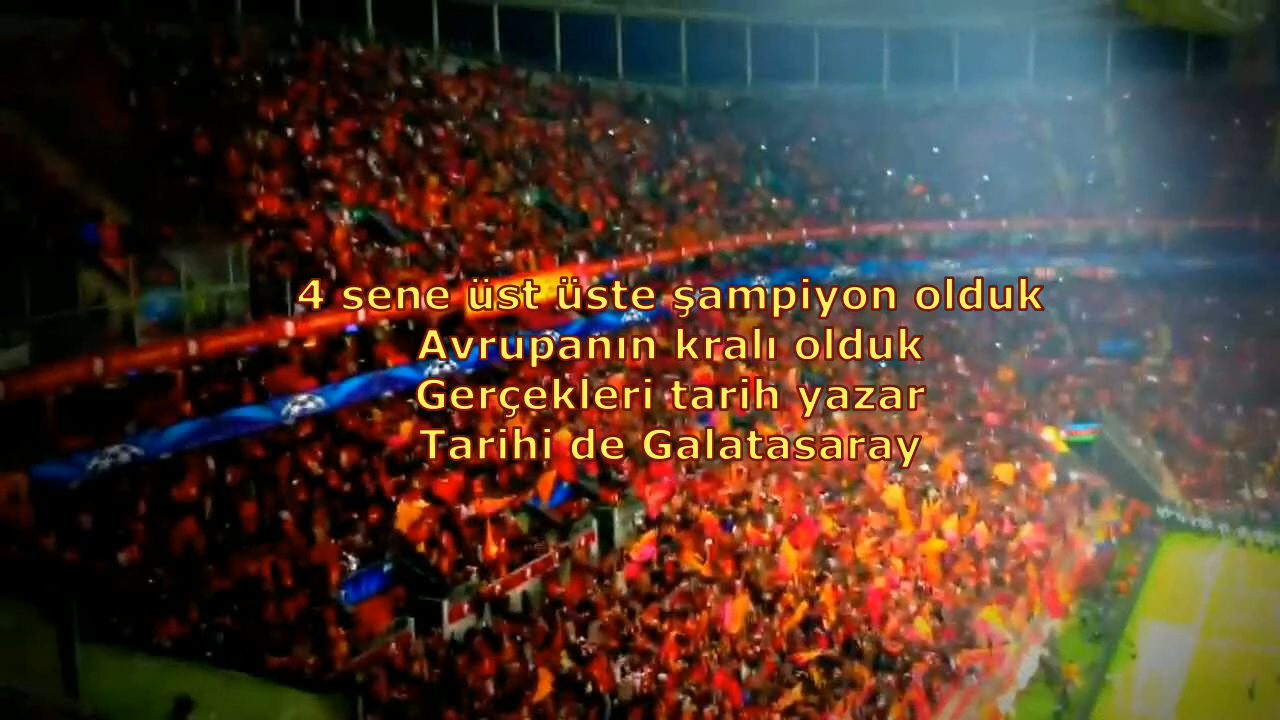 4 sene üst üste şampiyon olduk
Avrupanın kralı olduk
Gerçekleri tarih yazar
Tarihi de Galatasaray